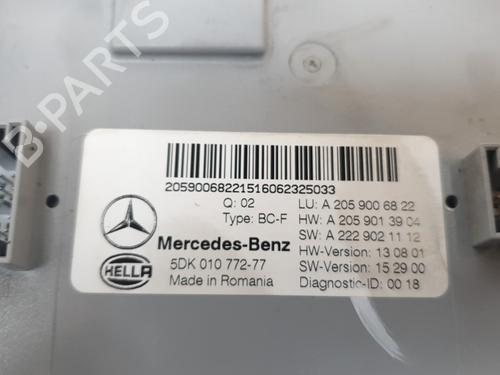 20590068221516062325033
Q: 02
LU: A 205 900 68 22
Type: BC-F
HW: A 205 901 39 04
SW: A 222 902 11 12
Mercedes-Benz
HW-Version: 13 08 01
HELLA
5DK 010 772-77
SW-Version: 15 29 00
Made in Romania
Diagnostic-ID: 00 18
B-PARTS